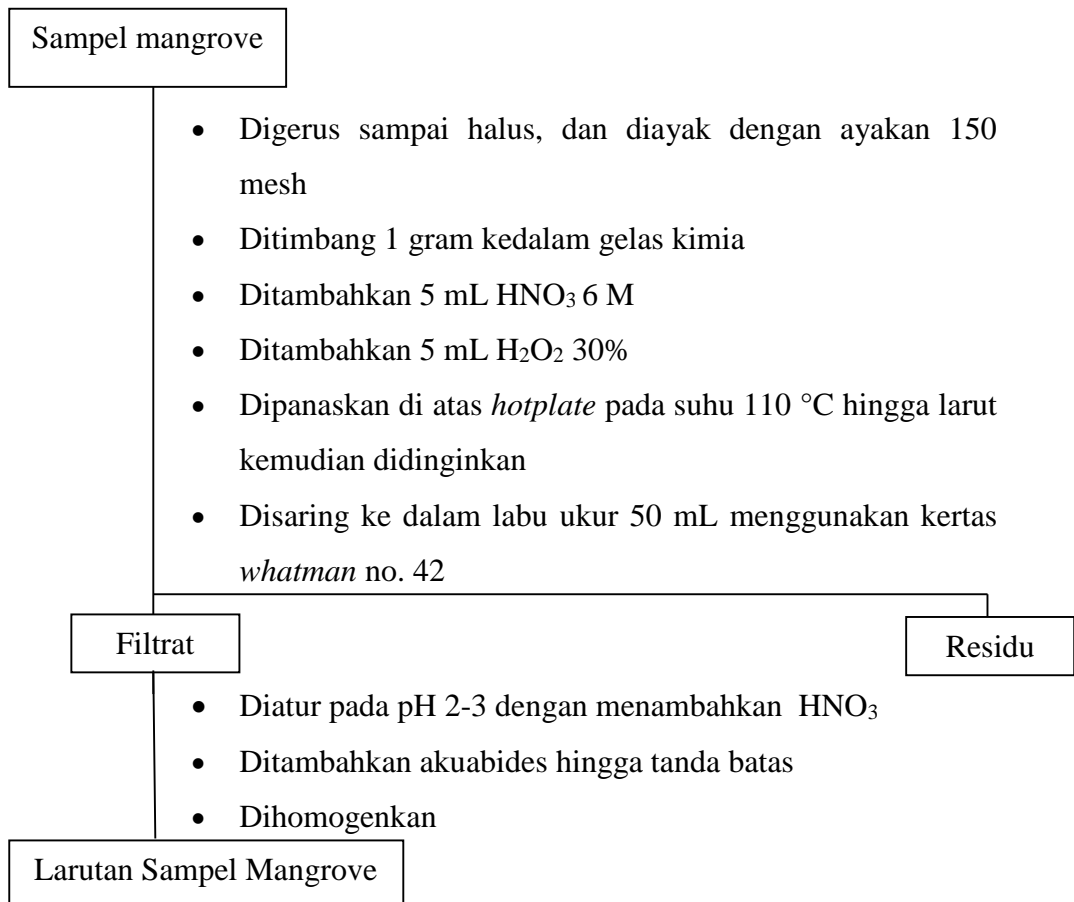 Sampel mangrove
• Digerus sampai halus, dan diayak dengan ayakan 150
mesh
• Ditimbang 1 gram kedalam gelas kimia
• Ditambahkan 5 mL HNO₃ 6 M
• Ditambahkan 5 mL H₂O₂ 30%
• Dipanaskan di atas hotplate pada suhu 110 °C hingga larut
kemudian didinginkan
• Disaring ke dalam labu ukur 50 mL menggunakan kertas
whatman no. 42
Filtrat
Residu
• Diatur pada pH 2-3 dengan menambahkan HNO₃
• Ditambahkan akuabides hingga tanda batas
• Dihomogenkan
Larutan Sampel Mangrove